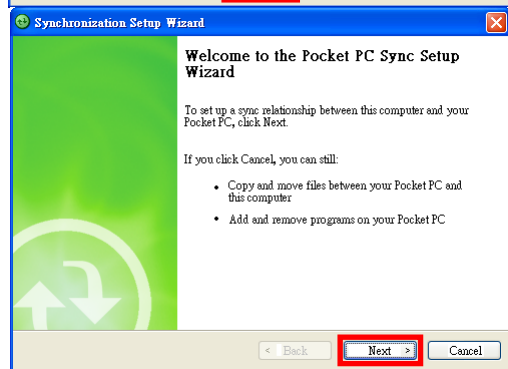 Synchronization Setup Wizard
Welcome to the Pocket PC Sync Setup
Wizard
To set up a sync relationship between this computer and your
Pocket PC, click Next.
If you click Cancel, you can still:
• Copy and move files between your Pocket PC and
this computer
• Add and remove programs on your Pocket PC
< Back Next > Cancel